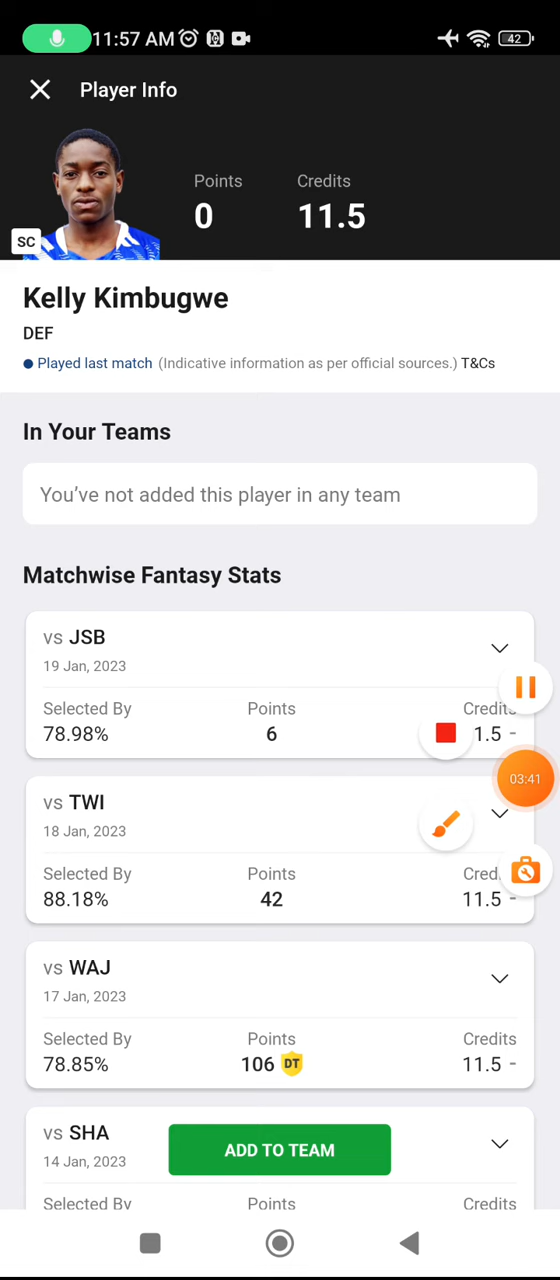 11:57 AM
42
Player Info
Points
Credits
0
11.5
SC
Kelly Kimbugwe
DEF
Played last match (Indicative information as per official sources.) T&Cs
In Your Teams
You’ve not added this player in any team
Matchwise Fantasy Stats
vs JSB
19 Jan, 2023
Selected By Points Credits
78.98% 6 1.5 -
03:41
vs TWI
18 Jan, 2023
Selected By Points Cred
88.18% 42 11.5 -
vs WAJ
17 Jan, 2023
Selected By Points Credits
78.85% 106 DT 11.5 -
vs SHA
14 Jan, 2023
ADD TO TEAM
Selected By Points Credits